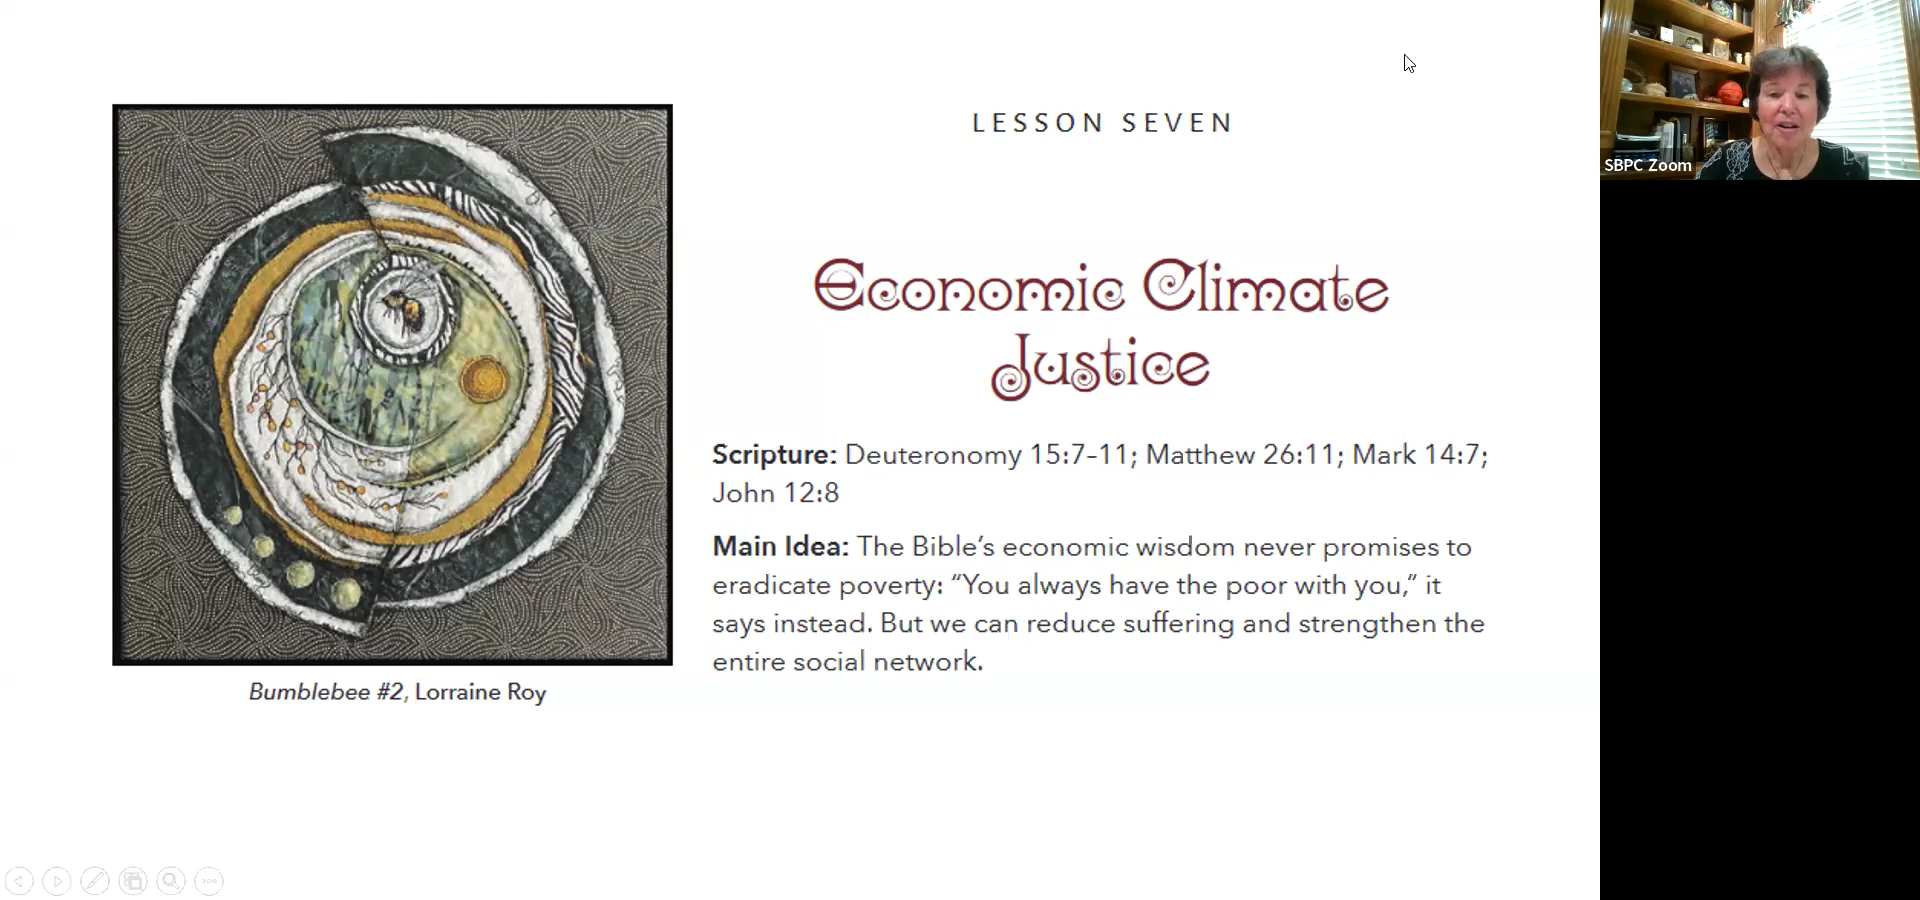 LESSON SEVEN
Economic Climate
Justice
Scripture: Deuteronomy 15:7–11; Matthew 26:11; Mark 14:7;
John 12:8
Main Idea: The Bible’s economic wisdom never promises to
eradicate poverty: “You always have the poor with you,” it
says instead. But we can reduce suffering and strengthen the
entire social network.
Bumblebee #2, Lorraine Roy
SBPC Zoom